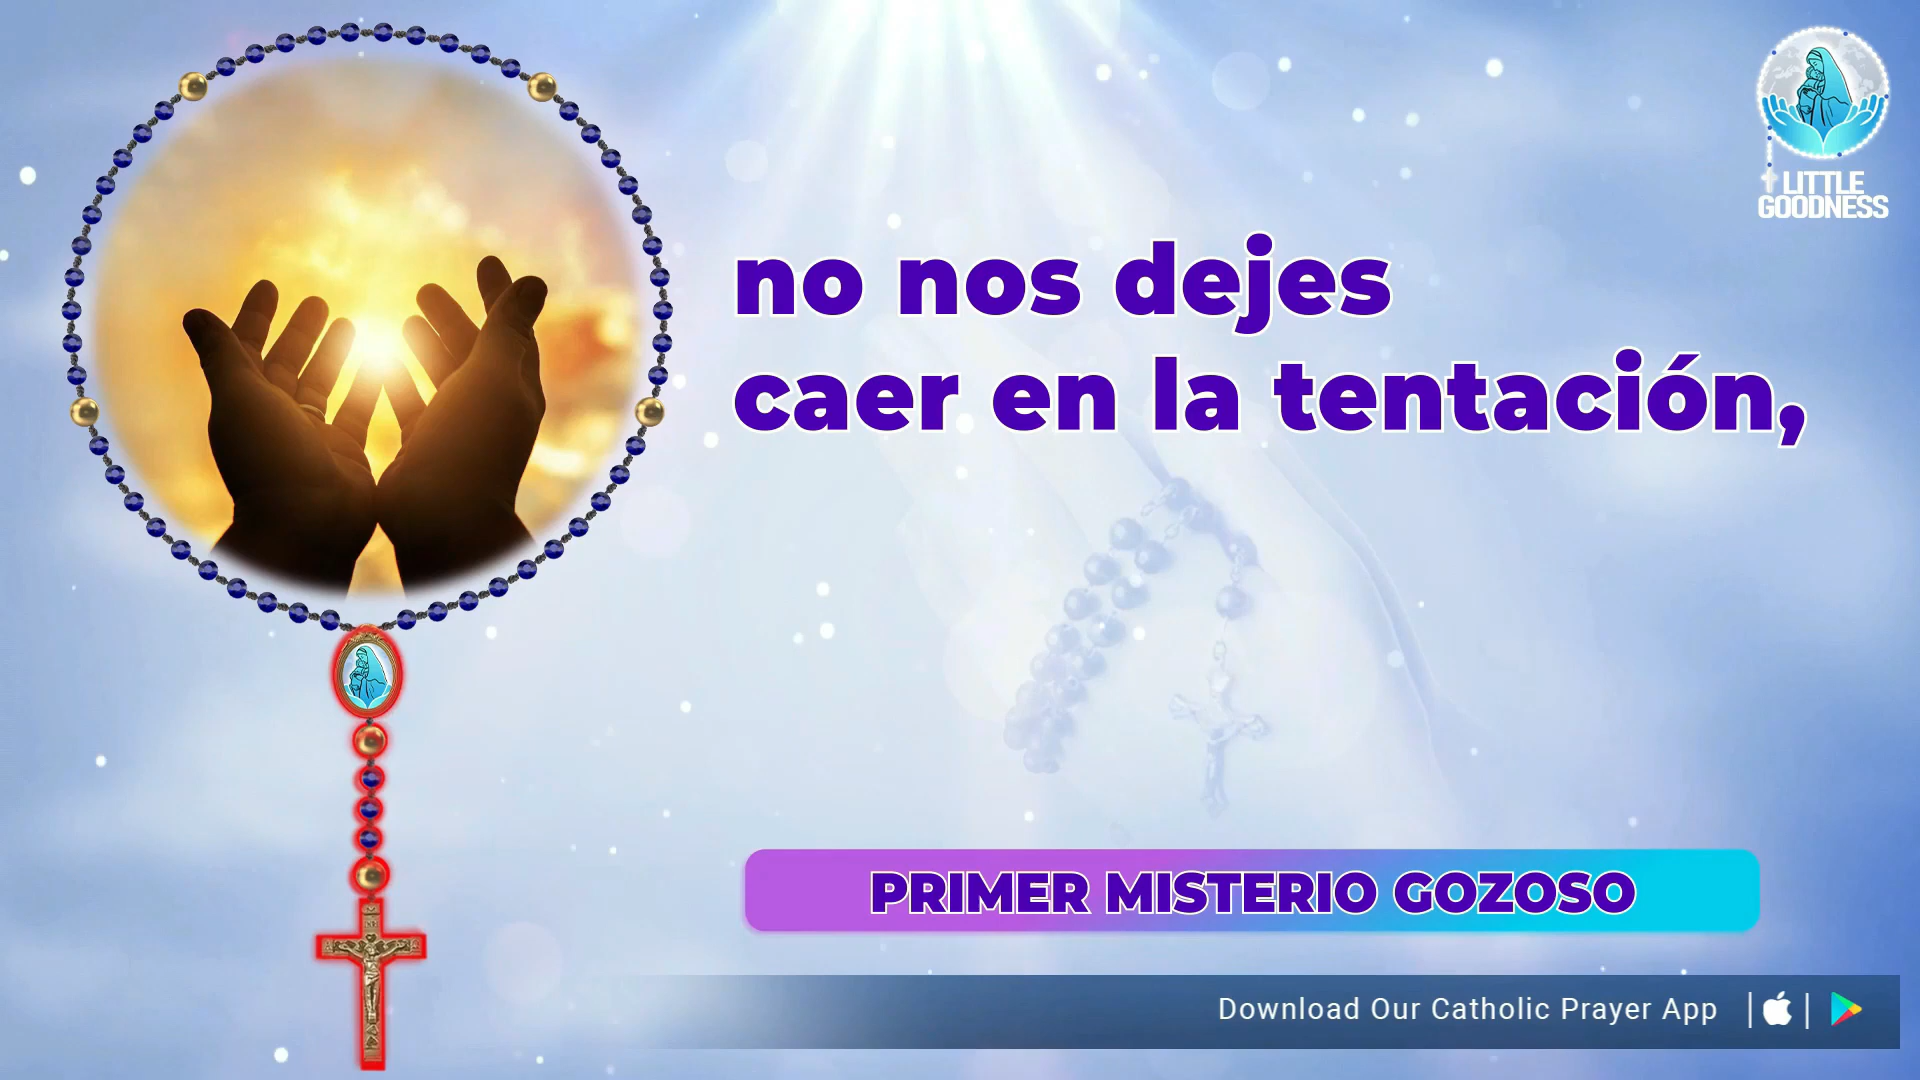 LITTLE
GOODNESS
no nos dejes
caer en la tentación,
PRIMER MISTERIO GOZOSO
Download Our Catholic Prayer App